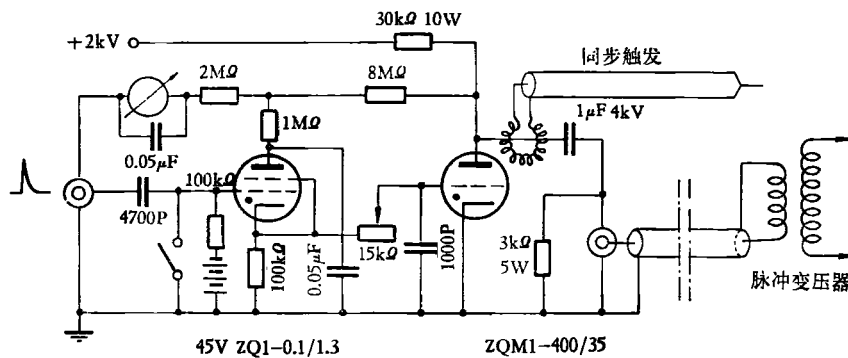 30kΩ 10W
+2kV
同步触发
2MΩ
8MΩ
1μF 4kV
1MΩ
0.05μF
100kΩ
4700P
15kΩ
1000P
3kΩ
5W
100kΩ
0.05μF
脉冲变压器
45V ZQ1-0.1/1.3
ZQM1-400/35